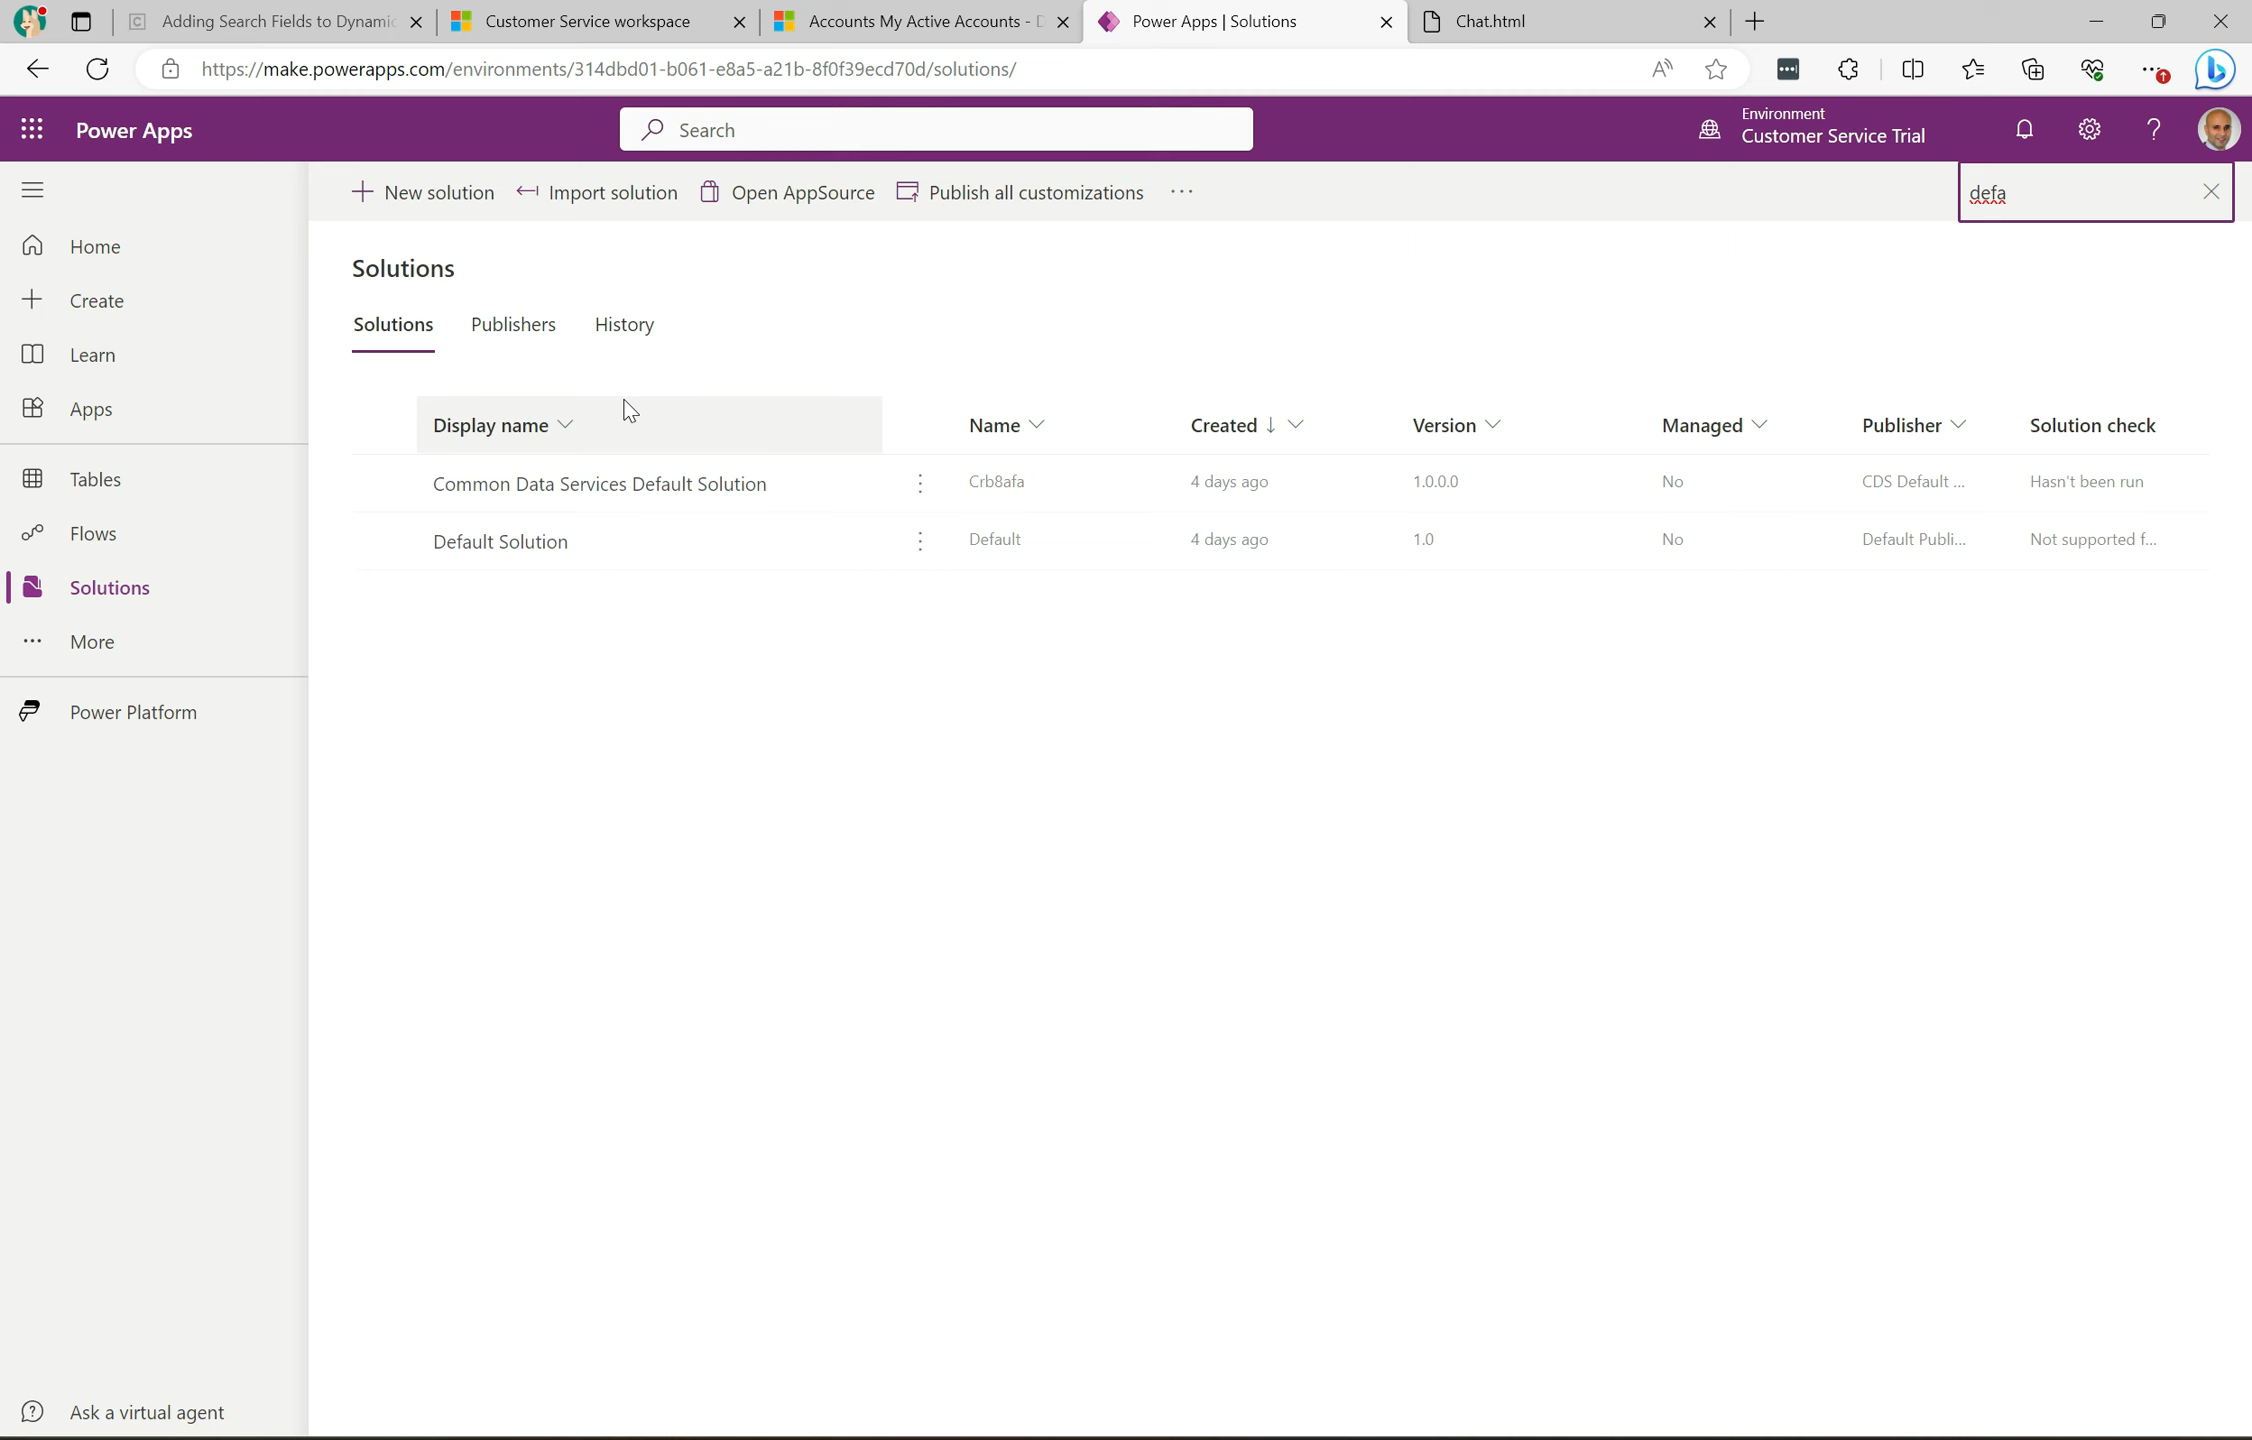 Adding Search Fields to Dynamic
Customer Service workspace
Accounts My Active Accounts - D
Power Apps | Solutions
Chat.html
https://make.powerapps.com/environments/314dbd01-b061-e8a5-a21b-8f0f39ecd70d/solutions/
Power Apps
Search
Environment
Customer Service Trial
New solution
Import solution
Open AppSource
Publish all customizations
defa
Home
Create
Learn
Apps
Tables
Flows
Solutions
More
Power Platform
Ask a virtual agent
Solutions
Solutions Publishers History
Display name Name Created Version Managed Publisher Solution check
Common Data Services Default Solution Crb8afa 4 days ago 1.0.0.0 No CDS Default ... Hasn't been run
Default Solution Default 4 days ago 1.0 No Default Publi... Not supported f...